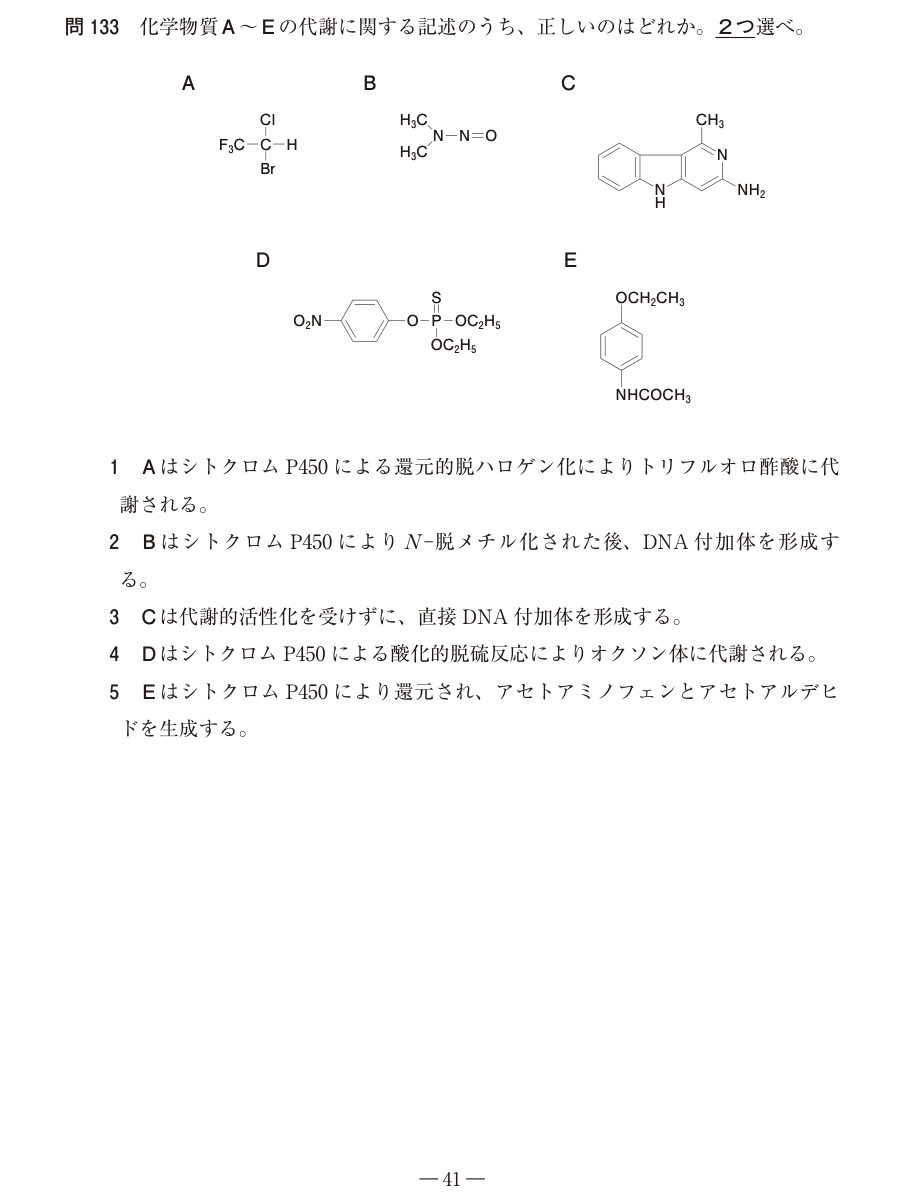 問 133 化学物質A～Eの代謝に関する記述のうち、正しいのはどれか。2つ選べ。
A B C
Cl
F₃C－C－H
Br
H₃C
N－N＝O
H₃C
CH₃
N
N
H
NH₂
D E
O₂N
S
O－P－OC₂H₅
OC₂H₅
OCH₂CH₃
NHCOCH₃
1 Aはシトクロム P450 による還元的脱ハロゲン化によりトリフルオロ酢酸に代
謝される。
2 Bはシトクロム P450 により N-脱メチル化された後、DNA 付加体を形成す
る。
3 Cは代謝的活性化を受けずに、直接 DNA 付加体を形成する。
4 Dはシトクロム P450 による酸化的脱硫反応によりオクソン体に代謝される。
5 Eはシトクロム P450 により還元され、アセトアミノフェンとアセトアルデヒ
ドを生成する。
— 41 —